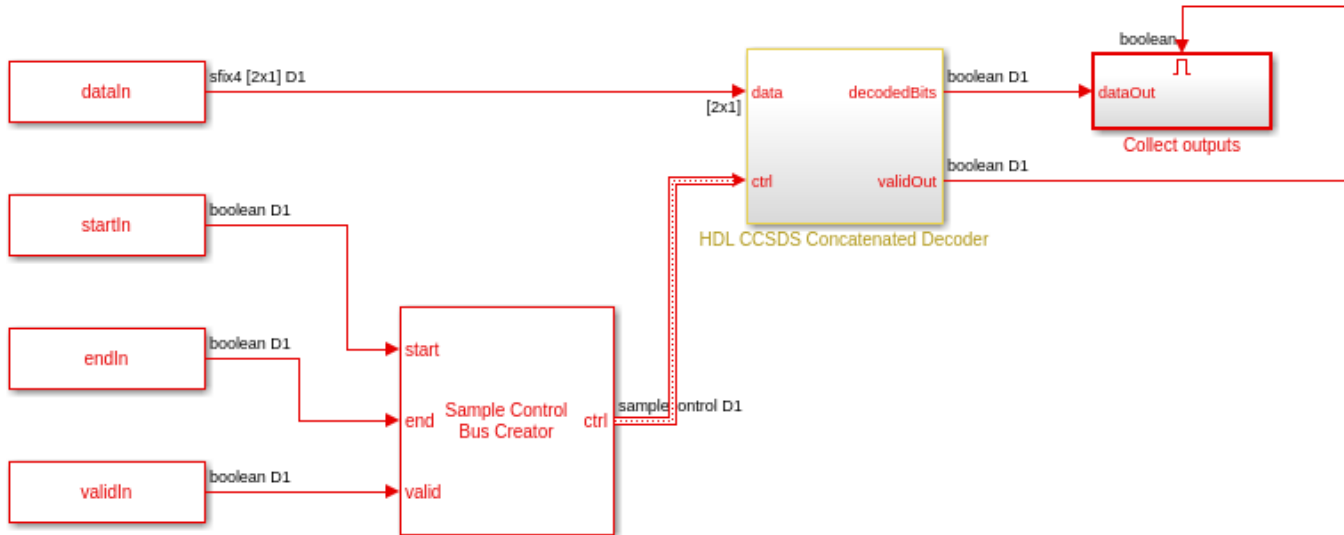 boolean
dataIn
sfix4 [2x1] D1
[2x1]
data
decodedBits
boolean D1
dataOut
Collect outputs
ctrl
validOut
boolean D1
HDL CCSDS Concatenated Decoder
startIn
boolean D1
endIn
boolean D1
validIn
boolean D1
start
end
valid
Sample Control
Bus Creator
ctrl
D1